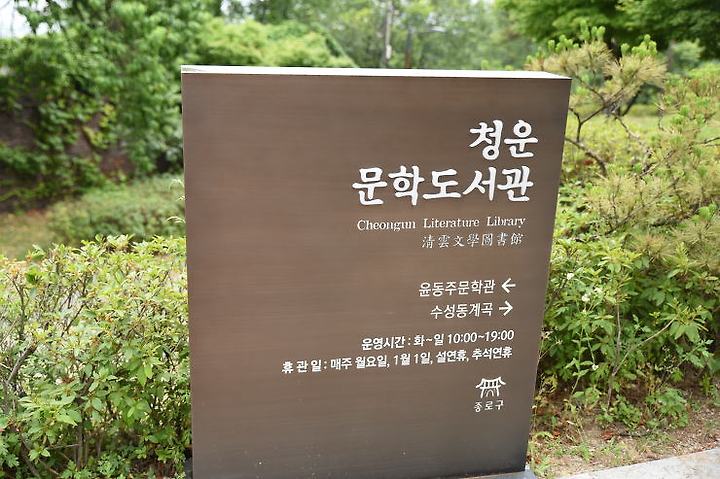 청운
문학도서관
Cheongun Literature Library
清雲文學圖書館
윤동주문학관 ←
수성동계곡 →
운영시간 : 화~일 10:00~19:00
휴 관 일 : 매주 월요일, 1월 1일, 설연휴, 추석연휴
종로구